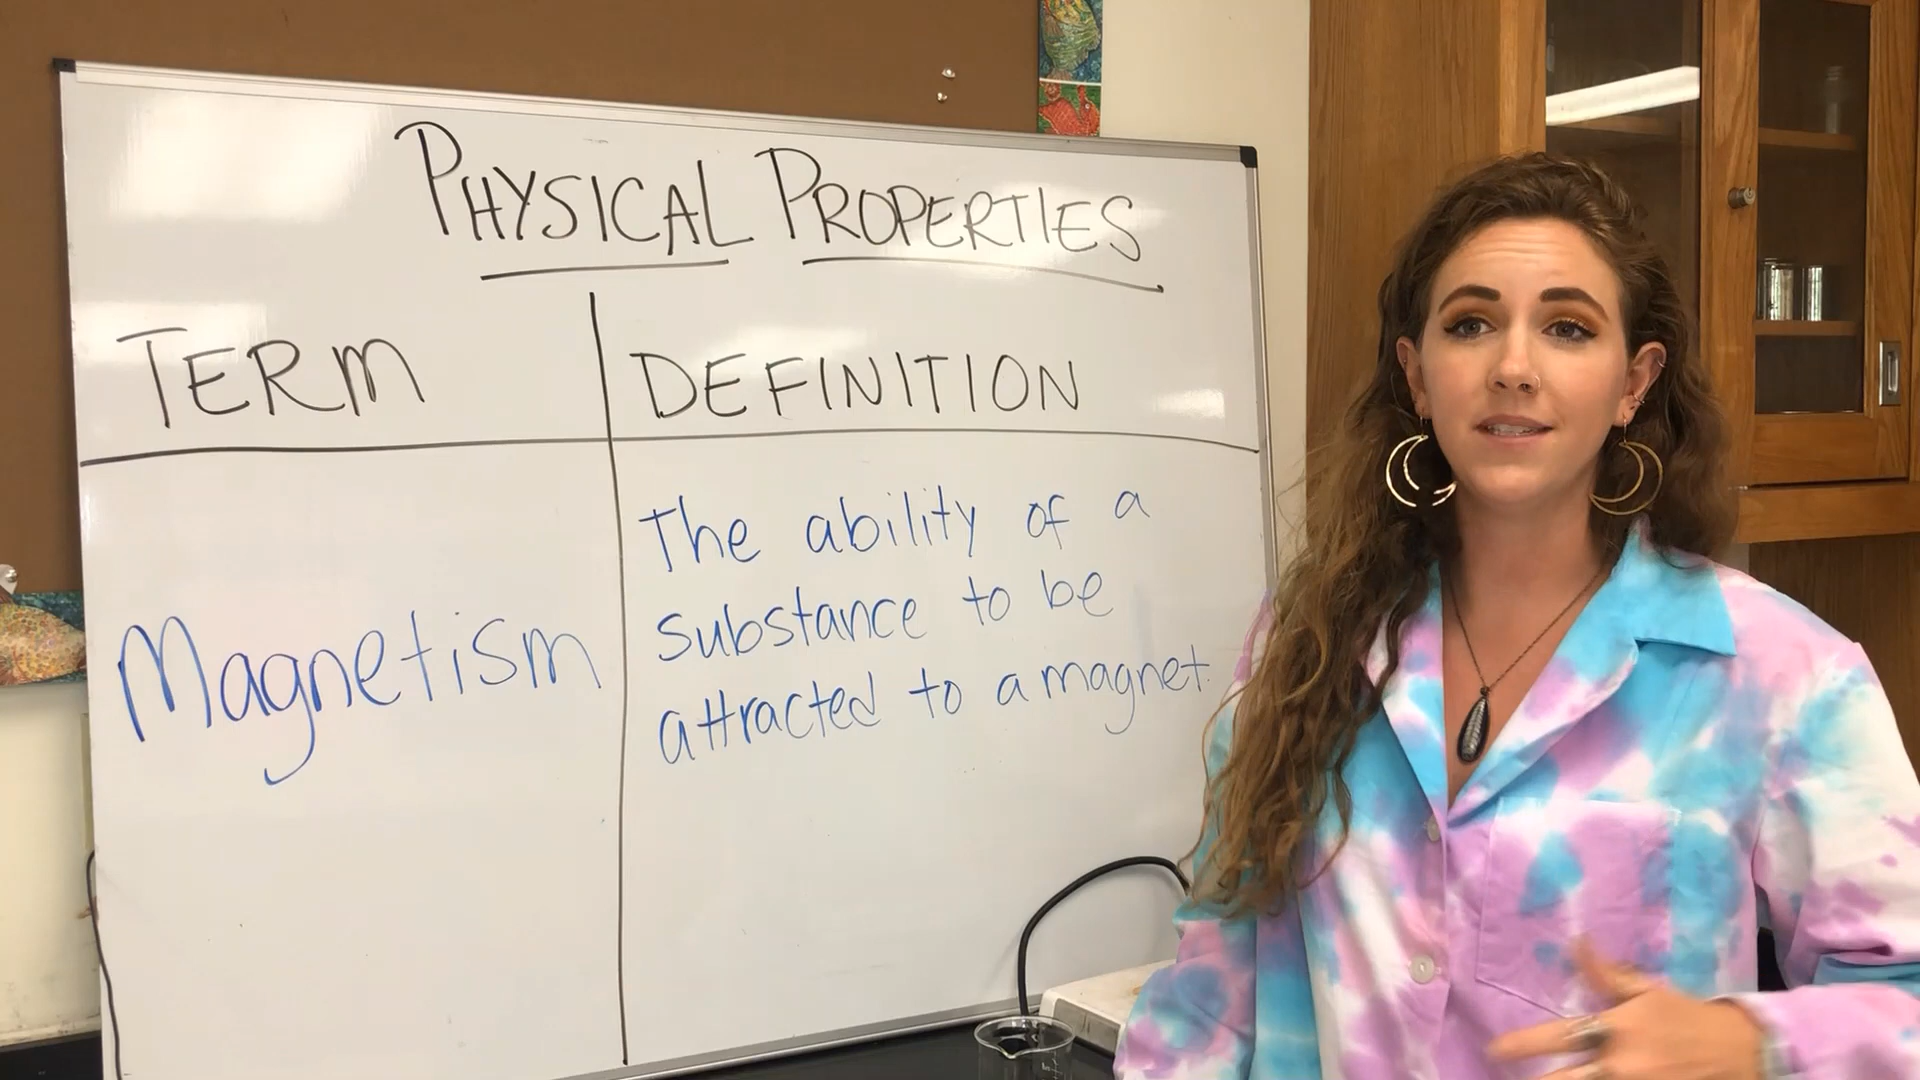 PHYSICAL PROPERTIES
TERM
DEFINITION
Magnetism
The ability of a
substance to be
attracted to a magnet.